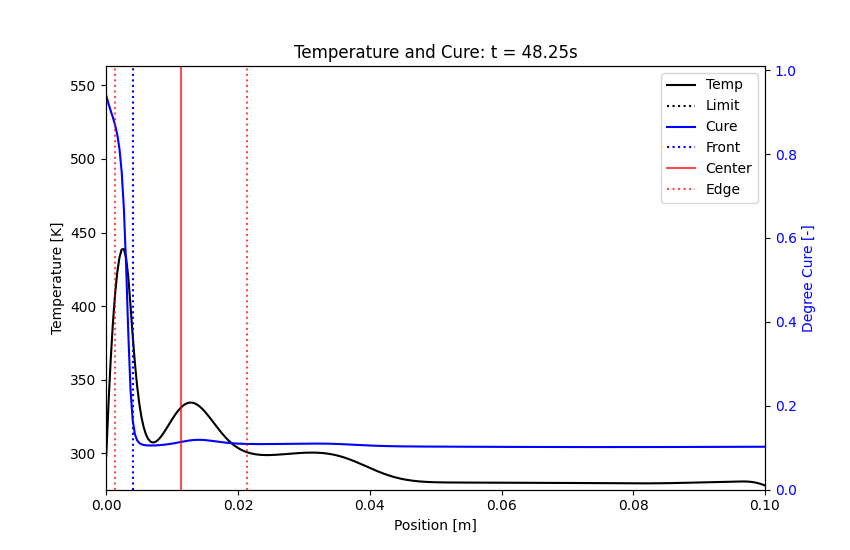 Temperature and Cure: t = 48.25s
550
500
450
400
350
300
Temperature [K]
1.0
0.8
0.6
0.4
0.2
0.0
Degree Cure [-]
Temp
Limit
Cure
Front
Center
Edge
0.00
0.02
0.04
0.06
0.08
0.10
Position [m]